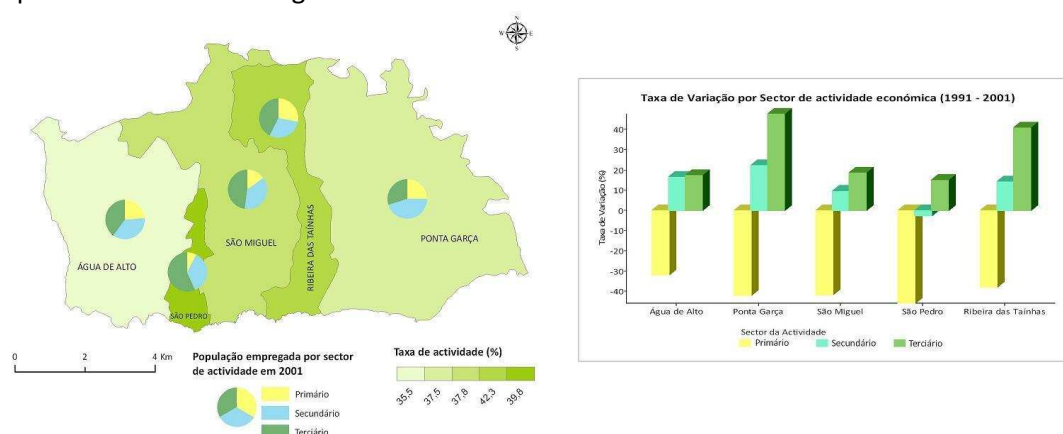 N
W E
S
ÁGUA DE ALTO
SÃO PEDRO
SÃO MIGUEL
RIBEIRA DAS TAÍNHAS
PONTA GARÇA
0 2 4 Km
População empregada por sector
de actividade em 2001
Primário
Secundário
Terciário
Taxa de actividade (%)
35,5 37,5 37,8 42,3 39,8
Taxa de Variação por Sector de actividade económica (1991 - 2001)
Taxa de Variação (%)
40
30
20
10
0
-10
-20
-30
-40
Água de Alto Ponta Garça São Miguel São Pedro Ribeira das Taínhas
Sector da Actividade
Primário Secundário Terciário